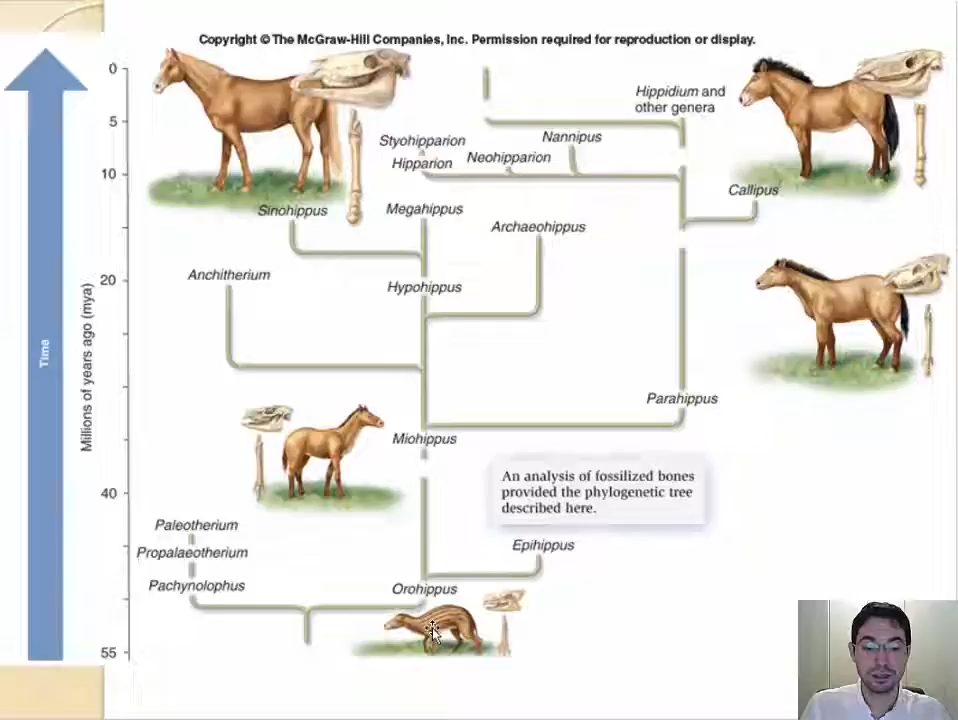 Copyright © The McGraw-Hill Companies, Inc. Permission required for reproduction or display.
Time
Millions of years ago (mya)
0
5
10
20
40
55
Hippidium and
other genera
Nannipus
Styohipparion
Neohipparion
Hipparion
Callipus
Sinohippus
Megahippus
Archaeohippus
Anchitherium
Hypohippus
Parahippus
Miohippus
An analysis of fossilized bones
provided the phylogenetic tree
described here.
Paleotherium
Epihippus
Propalaeotherium
Pachynolophus
Orohippus